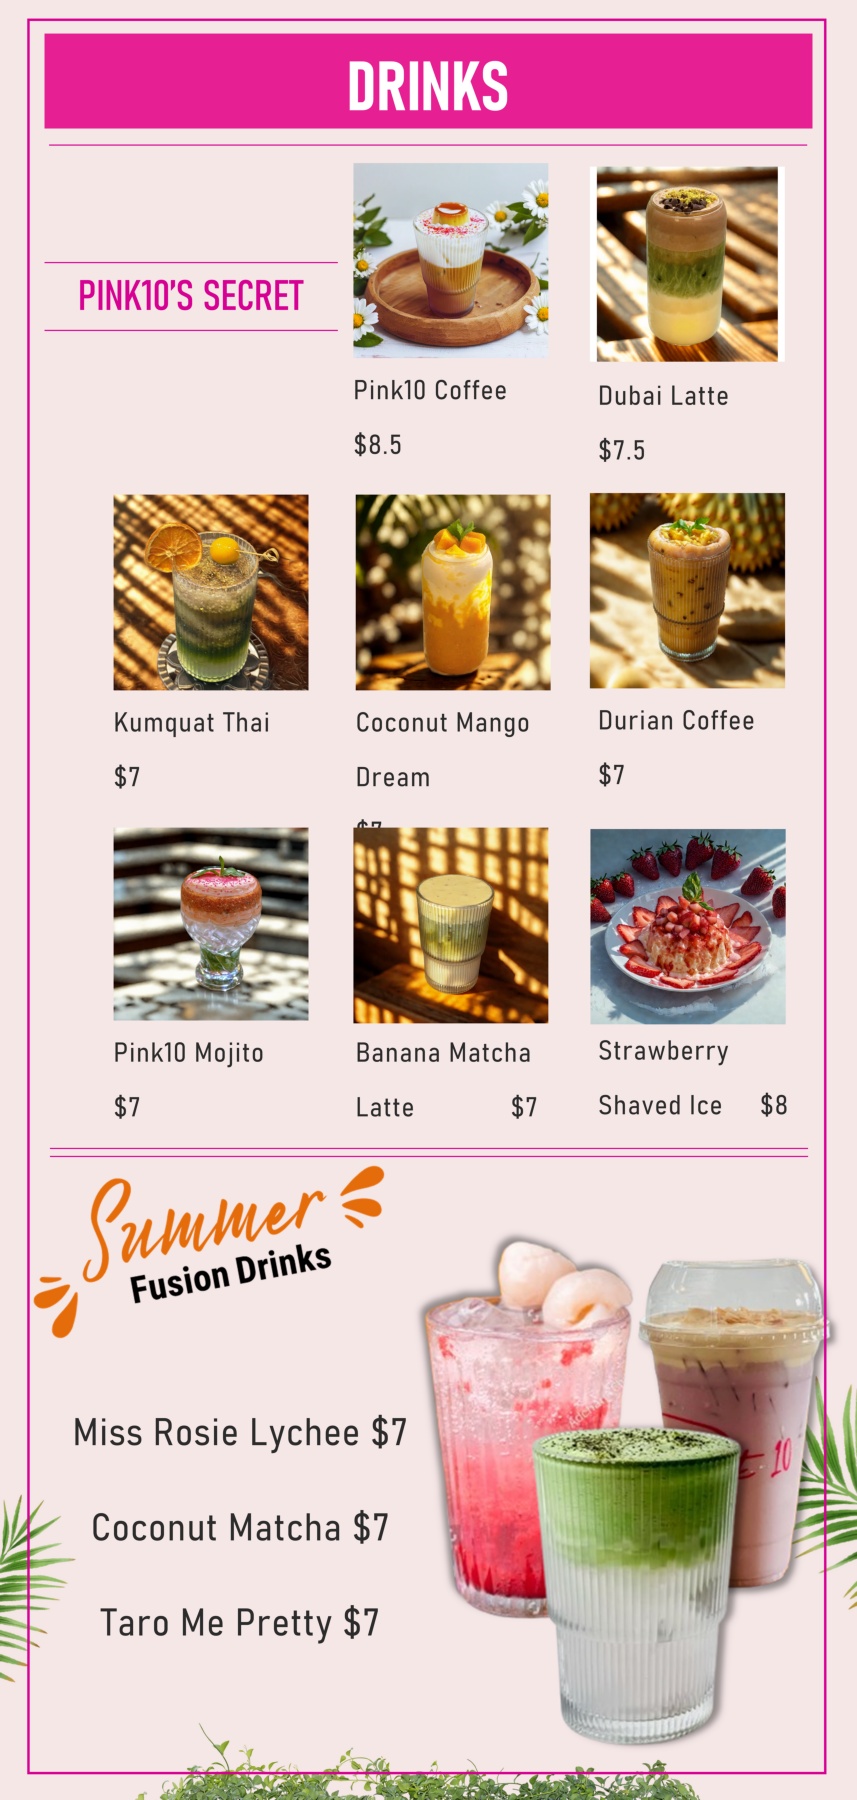 DRINKS
PINK10'S SECRET
Pink10 Coffee
$8.5
Dubai Latte
$7.5
Kumquat Thai
$7
Coconut Mango
Dream
$7
Durian Coffee
$7
Pink10 Mojito
$7
Banana Matcha
Latte $7
Strawberry
Shaved Ice $8
Summer
Fusion Drinks
Miss Rosie Lychee $7
Coconut Matcha $7
Taro Me Pretty $7
10